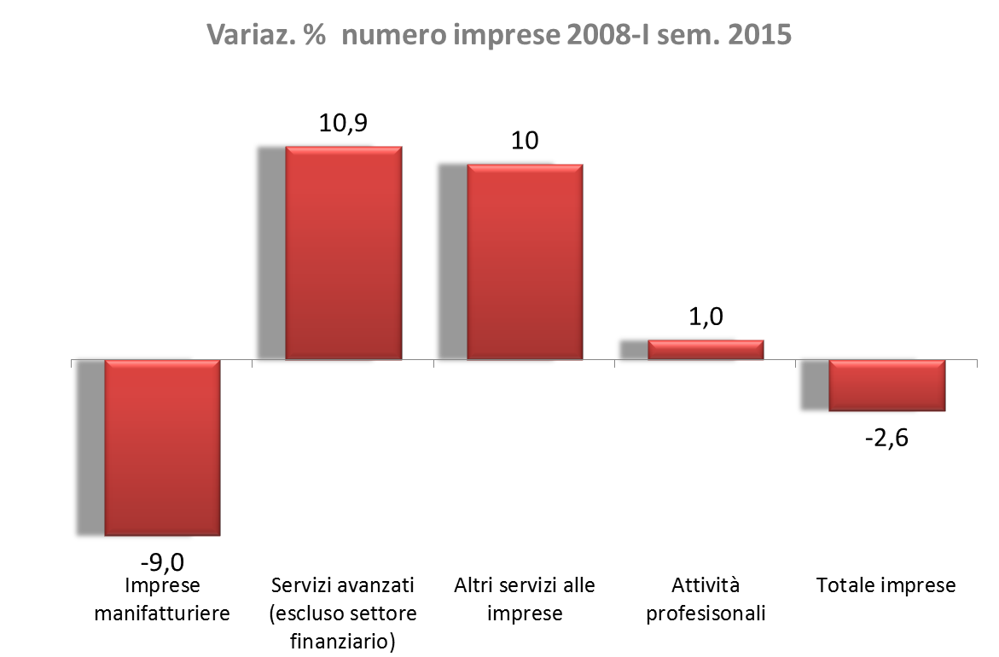 Variaz. %  numero imprese 2008-I sem. 2015
10,9
10
1,0
-2,6
-9,0
Imprese
manifatturiere
Servizi avanzati
(escluso settore
finanziario)
Altri servizi alle
imprese
Attività
profesisonali
Totale imprese